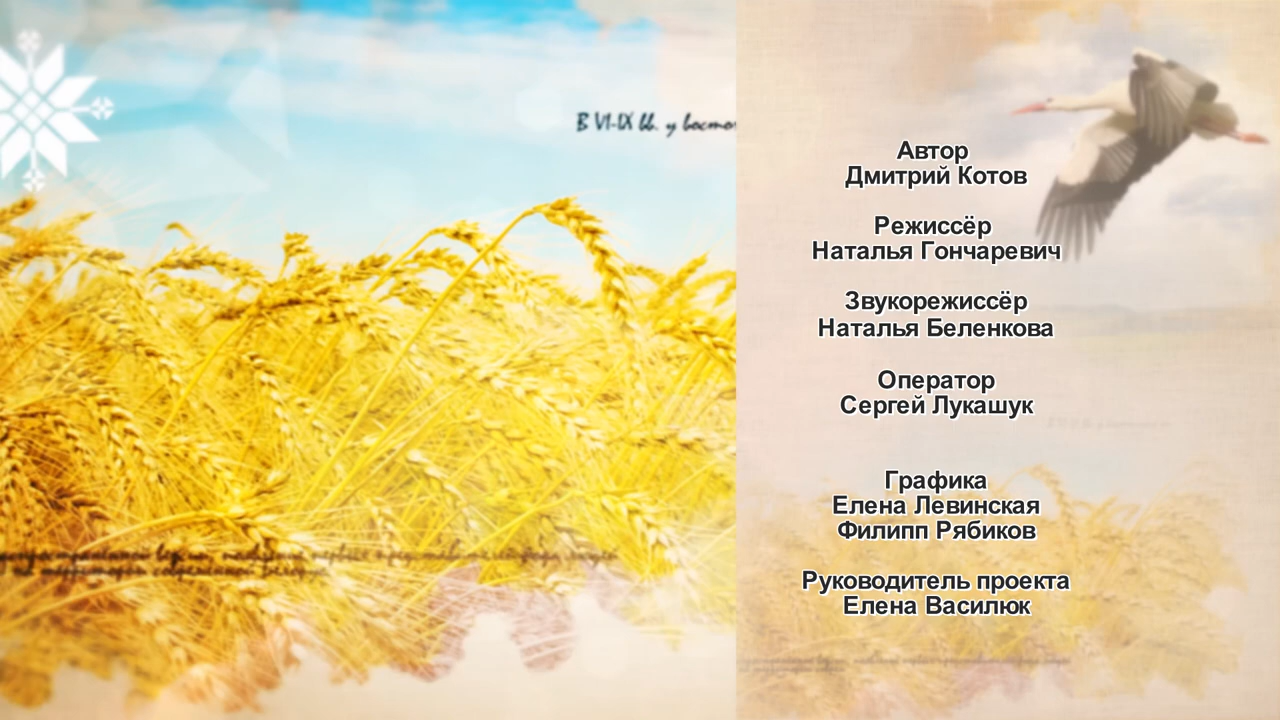 В VI-IX вв. у
Автор
Дмитрий Котов
Режиссёр
Наталья Гончаревич
Звукорежиссёр
Наталья Беленкова
Оператор
Сергей Лукашук
Графика
Елена Левинская
Филипп Рябиков
Руководитель проекта
Елена Василюк